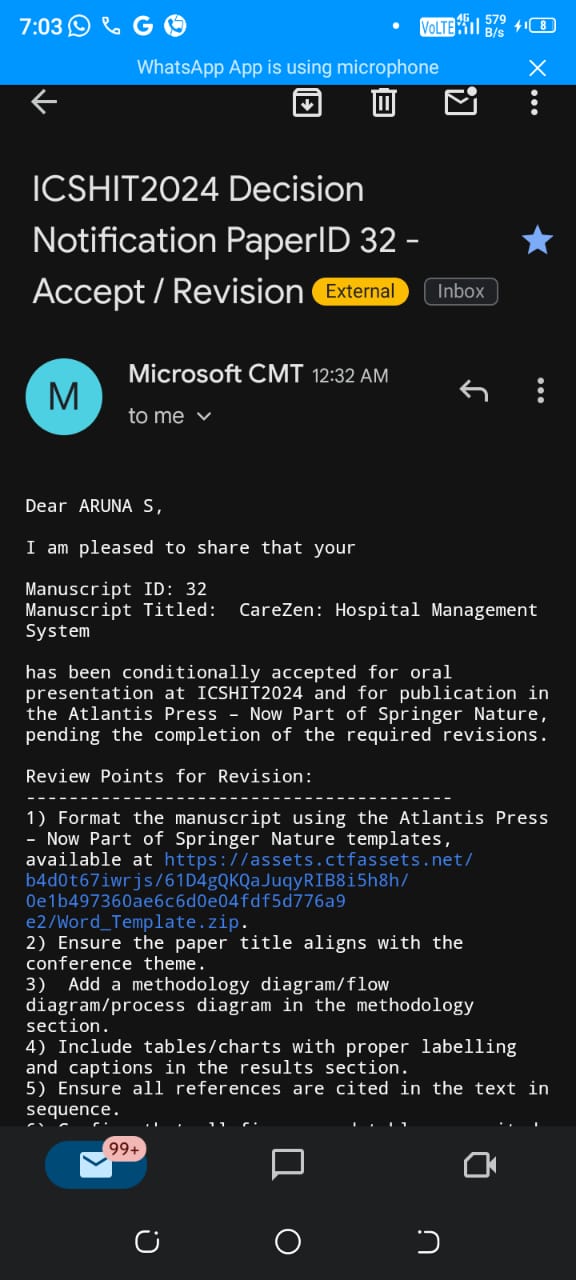 7:03 VoLTE 4G 579 B/s 8
WhatsApp App is using microphone
ICSHIT2024 Decision
Notification PaperID 32 -
Accept / Revision External Inbox
M
Microsoft CMT 12:32 AM
to me
Dear ARUNA S,
I am pleased to share that your
Manuscript ID: 32
Manuscript Titled:  CareZen: Hospital Management
System
has been conditionally accepted for oral
presentation at ICSHIT2024 and for publication in
the Atlantis Press – Now Part of Springer Nature,
pending the completion of the required revisions.
Review Points for Revision:
----------------------------------------
1) Format the manuscript using the Atlantis Press
– Now Part of Springer Nature templates,
available at https://assets.ctfassets.net/
b4d0t67iwrjs/61D4gQKQaJuqyRIB8i5h8h/
0e1b497360ae6c6d0e04fdf5d776a9
e2/Word_Template.zip.
2) Ensure the paper title aligns with the
conference theme.
3)  Add a methodology diagram/flow
diagram/process diagram in the methodology
section.
4) Include tables/charts with proper labelling
and captions in the results section.
5) Ensure all references are cited in the text in
sequence.
99+